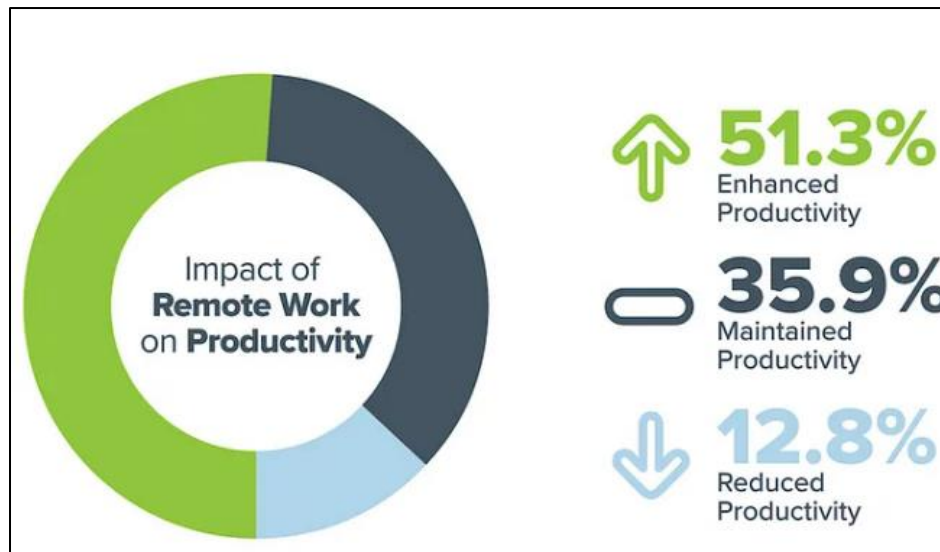 Impact of
Remote Work
on Productivity
51.3%
Enhanced
Productivity
35.9%
Maintained
Productivity
12.8%
Reduced
Productivity